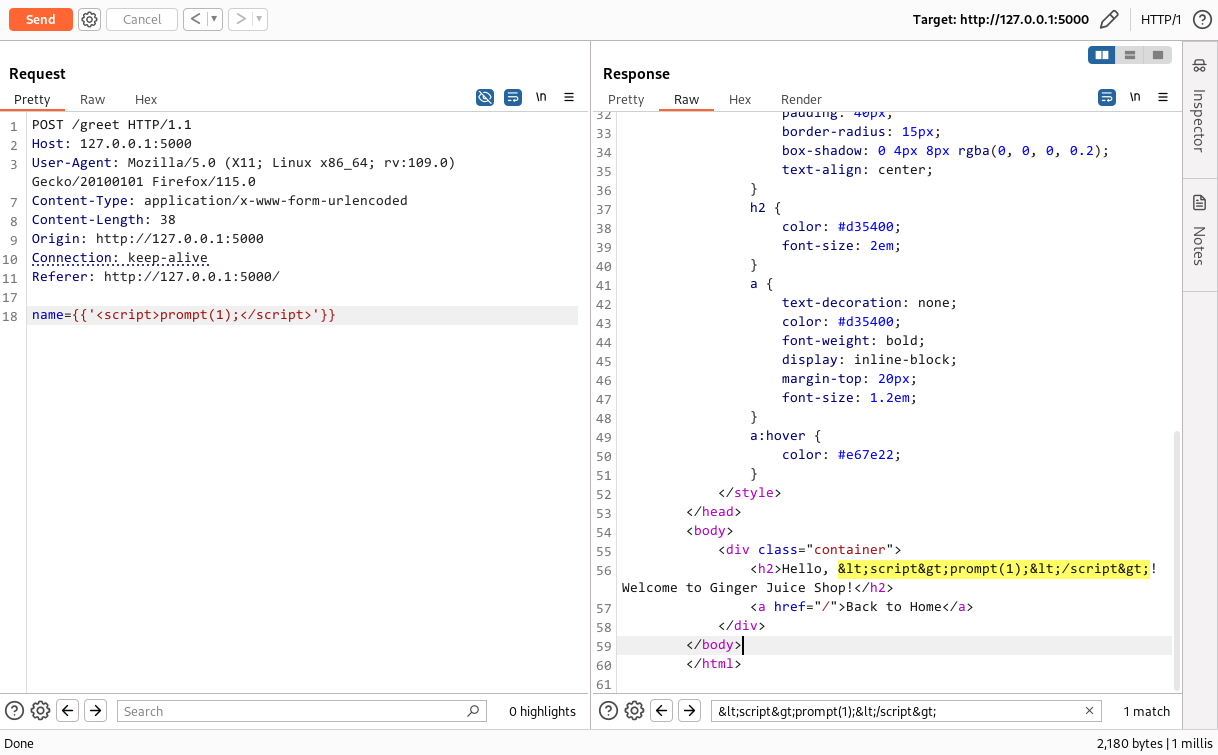 Send
Cancel
Target: http://127.0.0.1:5000
HTTP/1
Request
Pretty Raw Hex
\n
1 POST /greet HTTP/1.1
2 Host: 127.0.0.1:5000
3 User-Agent: Mozilla/5.0 (X11; Linux x86_64; rv:109.0)
Gecko/20100101 Firefox/115.0
7 Content-Type: application/x-www-form-urlencoded
8 Content-Length: 38
9 Origin: http://127.0.0.1:5000
10 Connection: keep-alive
11 Referer: http://127.0.0.1:5000/
17
18 name={{'<script>prompt(1);</script>'}}
Search
0 highlights
Response
Pretty Raw Hex Render
\n
32 padding: 40px;
33 border-radius: 15px;
34 box-shadow: 0 4px 8px rgba(0, 0, 0, 0.2);
35 text-align: center;
36 }
37 h2 {
38 color: #d35400;
39 font-size: 2em;
40 }
41 a {
42 text-decoration: none;
43 color: #d35400;
44 font-weight: bold;
45 display: inline-block;
46 margin-top: 20px;
47 font-size: 1.2em;
48 }
49 a:hover {
50 color: #e67e22;
51 }
52 </style>
53 </head>
54 <body>
55 <div class="container">
56 <h2>Hello, &lt;script&gt;prompt(1);&lt;/script&gt;!
Welcome to Ginger Juice Shop!</h2>
57 <a href="/">Back to Home</a>
58 </div>
59 </body>
60 </html>
61
&lt;script&gt;prompt(1);&lt;/script&gt;
1 match
Inspector
Notes
Done
2,180 bytes | 1 millis